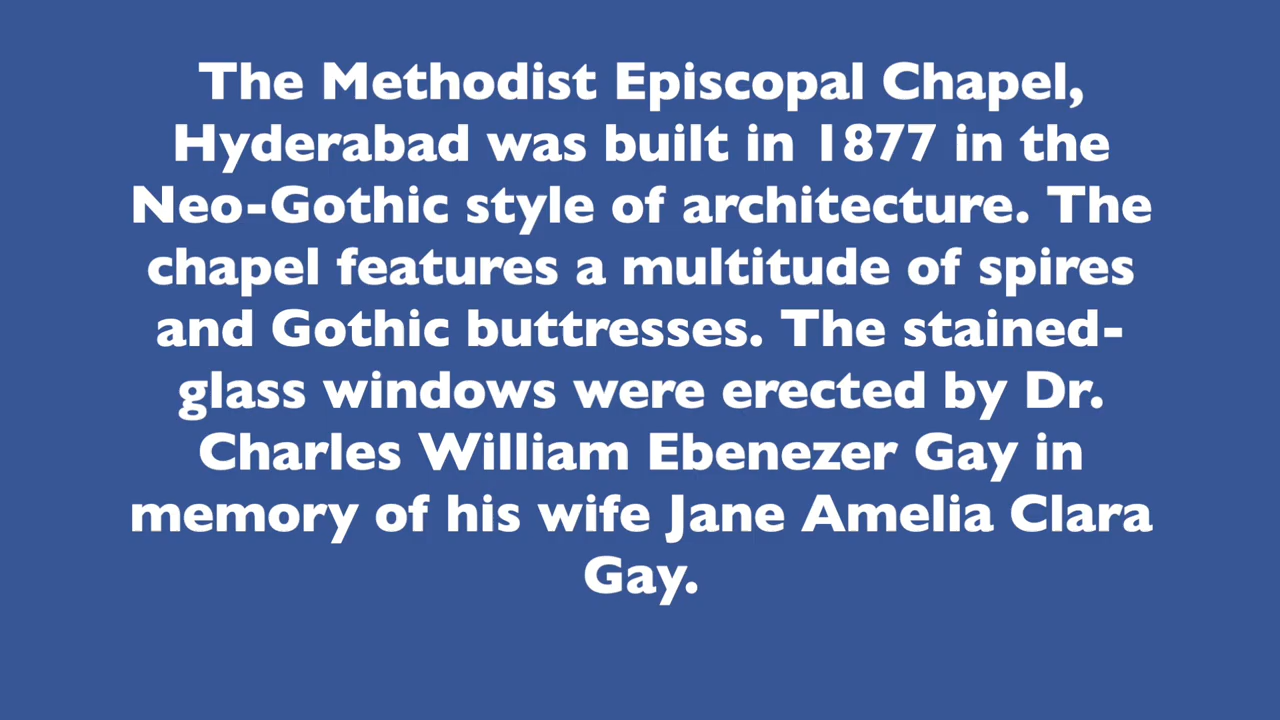 The Methodist Episcopal Chapel,
Hyderabad was built in 1877 in the
Neo-Gothic style of architecture. The
chapel features a multitude of spires
and Gothic buttresses. The stained-
glass windows were erected by Dr.
Charles William Ebenezer Gay in
memory of his wife Jane Amelia Clara
Gay.